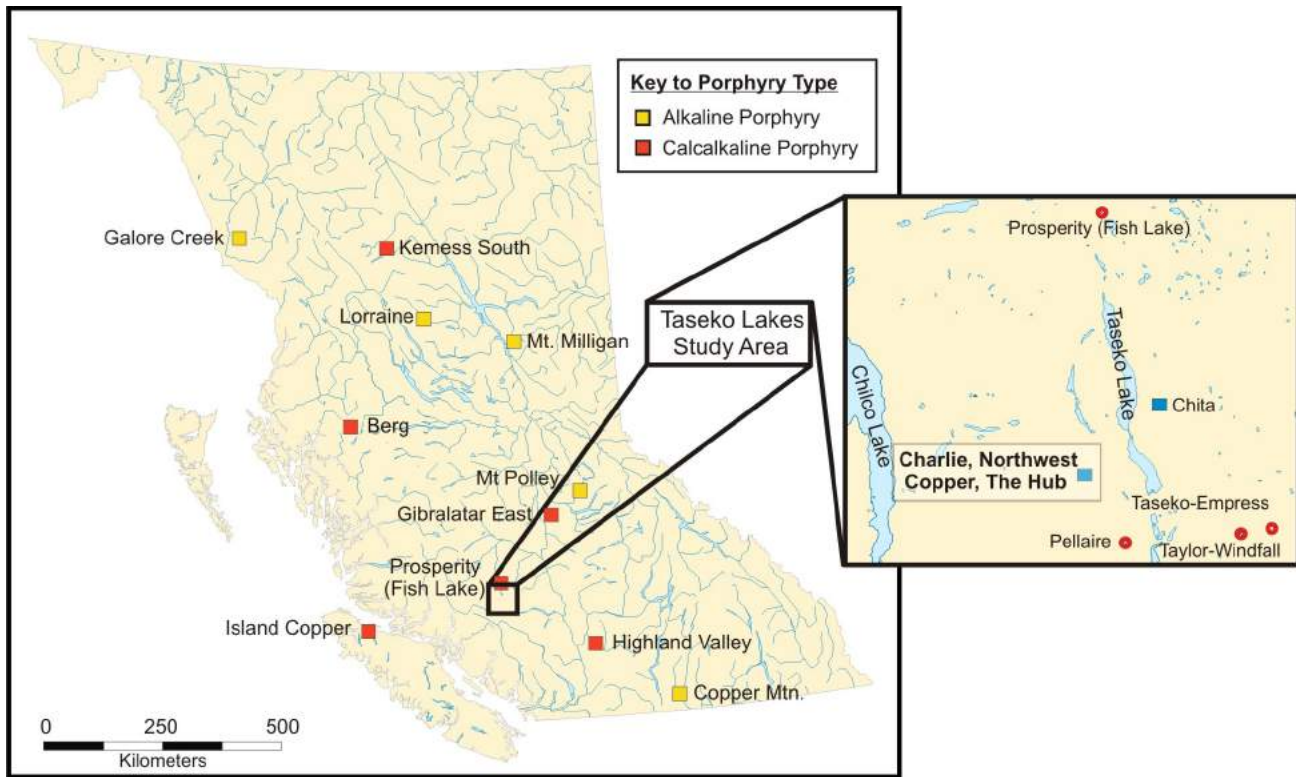 Key to Porphyry Type
Alkaline Porphyry
Calcalkaline Porphyry
Galore Creek
Kemess South
Lorraine
Mt. Milligan
Berg
Mt Polley
Gibralatar East
Prosperity
(Fish Lake)
Island Copper
Highland Valley
Copper Mtn.
0 250 500
Kilometers
Taseko Lakes
Study Area
Prosperity (Fish Lake)
Taseko Lake
Chilco Lake
Chita
Charlie, Northwest
Copper, The Hub
Taseko-Empress
Pellaire
Taylor-Windfall